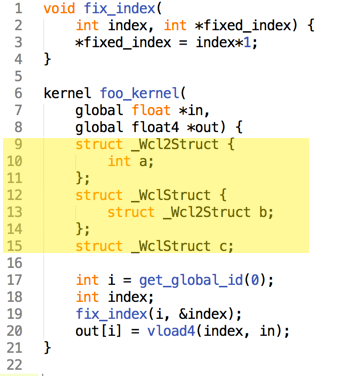 1 void fix_index(
2     int index, int *fixed_index) {
3     *fixed_index = index*1;
4 }
5
6 kernel foo_kernel(
7     global float *in,
8     global float4 *out) {
9     struct _Wcl2Struct {
10         int a;
11     };
12     struct _WclStruct {
13         struct _Wcl2Struct b;
14     };
15     struct _WclStruct c;
16
17     int i = get_global_id(0);
18     int index;
19     fix_index(i, &index);
20     out[i] = vload4(index, in);
21 }
22